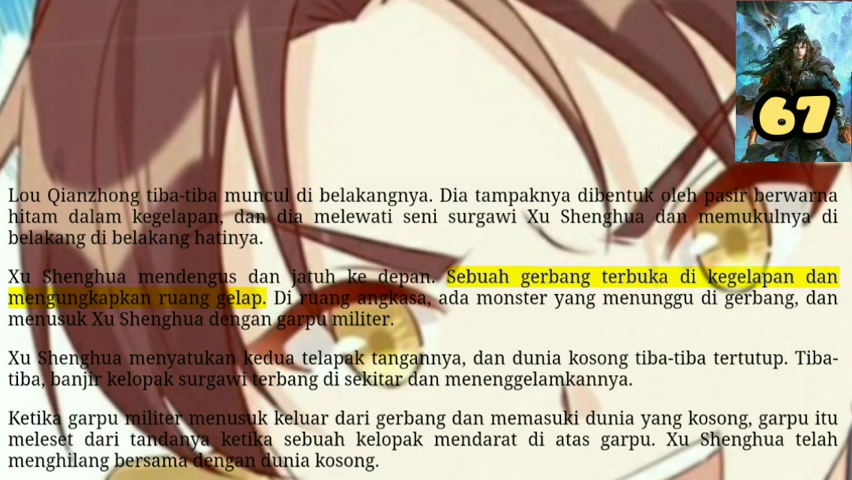 67
Lou Qianzhong tiba-tiba muncul di belakangnya. Dia tampaknya dibentuk oleh pasir berwarna
hitam dalam kegelapan, dan dia melewati seni surgawi Xu Shenghua dan memukulnya di
belakang di belakang hatinya.
Xu Shenghua mendengus dan jatuh ke depan. Sebuah gerbang terbuka di kegelapan dan
mengungkapkan ruang gelap. Di ruang angkasa, ada monster yang menunggu di gerbang, dan
menusuk Xu Shenghua dengan garpu militer.
Xu Shenghua menyatukan kedua telapak tangannya, dan dunia kosong tiba-tiba tertutup. Tiba-
tiba, banjir kelopak surgawi terbang di sekitar dan menenggelamkannya.
Ketika garpu militer menusuk keluar dari gerbang dan memasuki dunia yang kosong, garpu itu
meleset dari tandanya ketika sebuah kelopak mendarat di atas garpu. Xu Shenghua telah
menghilang bersama dengan dunia kosong.